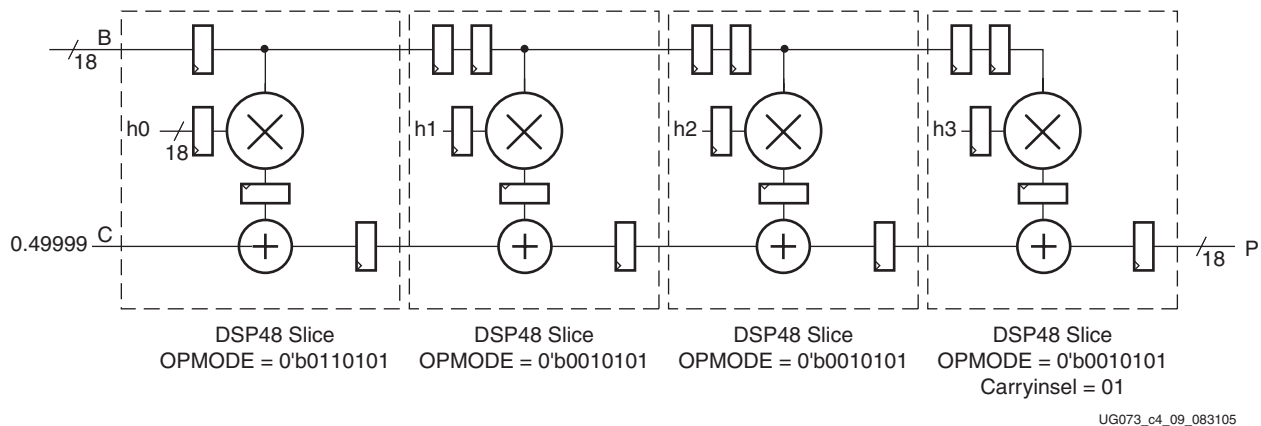 B
18
h0
18
h1
h2
h3
0.49999
C
18
P
DSP48 Slice
OPMODE = 0'b0110101
DSP48 Slice
OPMODE = 0'b0010101
DSP48 Slice
OPMODE = 0'b0010101
DSP48 Slice
OPMODE = 0'b0010101
Carryinsel = 01
UG073_c4_09_083105